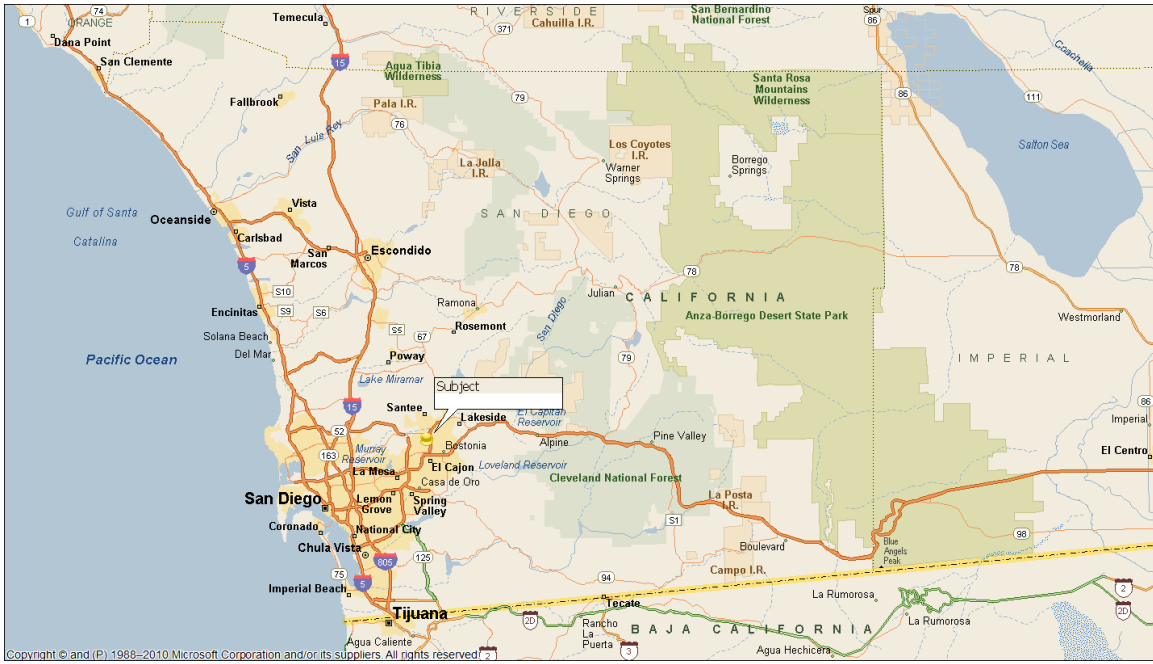 1
74
ORANGE
Dana Point
San Clemente
Temecula
RIVERSIDE
371
Cahuilla I.R.
San Bernardino
National Forest
Spur
86
Coachella
15
Agua Tibia
Wilderness
Santa Rosa
Mountains
Wilderness
86
111
Fallbrook
79
Pala I.R.
76
San Luis Rey
Los Coyotes
I.R.
Salton Sea
La Jolla
I.R.
Warner
Springs
Borrego
Springs
Gulf of Santa
Catalina
Oceanside
Vista
SAN DIEGO
Carlsbad
San
Marcos
Escondido
5
78
78
S10
Julian
CALIFORNIA
Encinitas
S9
S6
Ramona
San Diego
Anza-Borrego Desert State Park
Westmorland
Solana Beach
S5
67
Rosemont
Del Mar
Poway
79
IMPERIAL
Pacific Ocean
Lake Miramar
Subject
15
Santee
Lakeside
El Capitan
Reservoir
86
Imperial
52
163
Murray
Reservoir
Bostonia
Alpine
Pine Valley
El Centro
La Mesa
El Cajon
Loveland Reservoir
Casa de Oro
Cleveland National Forest
San Diego
Lemon
Grove
Spring
Valley
La Posta
I.R.
Coronado
National City
S1
98
Chula Vista
125
Boulevard
Blue
Angels
Peak
805
75
5
Campo I.R.
Imperial Beach
94
2
Tijuana
Tecate
La Rumorosa
2D
2D
Rancho
La
Puerta
BAJA CALIFORNIA
La Rumorosa
Agua Caliente
2
3
Agua Hechicera
Copyright © and (P) 1988–2010 Microsoft Corporation and/or its suppliers. All rights reserved.